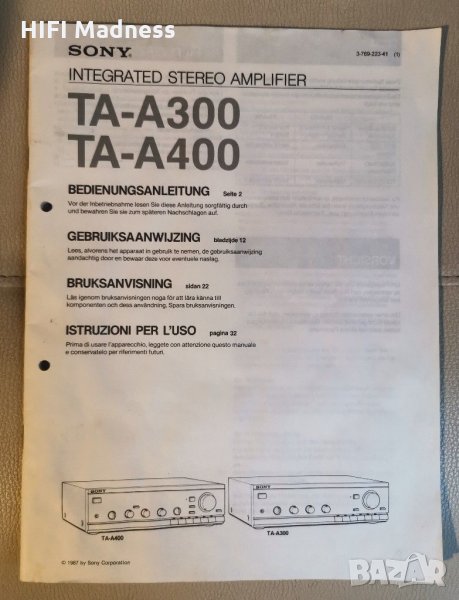 HIFI Madness
SONY®
3-769-223-41 (1)
INTEGRATED STEREO AMPLIFIER
TA-A300
TA-A400
BEDIENUNGSANLEITUNG Seite 2
Vor der Inbetriebnahme lesen Sie diese Anleitung sorgfältig durch
und bewahren Sie sie zum späteren Nachschlagen auf.
GEBRUIKSAANWIJZING bladzijde 12
Lees, alvorens het apparaat in gebruik te nemen, de gebruiksaanwijzing
aandachtig door en bewaar deze voor eventuele naslag.
BRUKSANVISNING sidan 22
Läs igenom bruksanvisningen noga för att lära känna till
komponenten och dess användning. Spara bruksanvisningen.
ISTRUZIONI PER L'USO pagina 32
Prima di usare l'apparecchio, leggete con attenzione questo manuale
e conservatelo per riferimenti futuri.
SONY
SONY
TA-A400
TA-A300
© 1987 by Sony Corporation
BAZAR